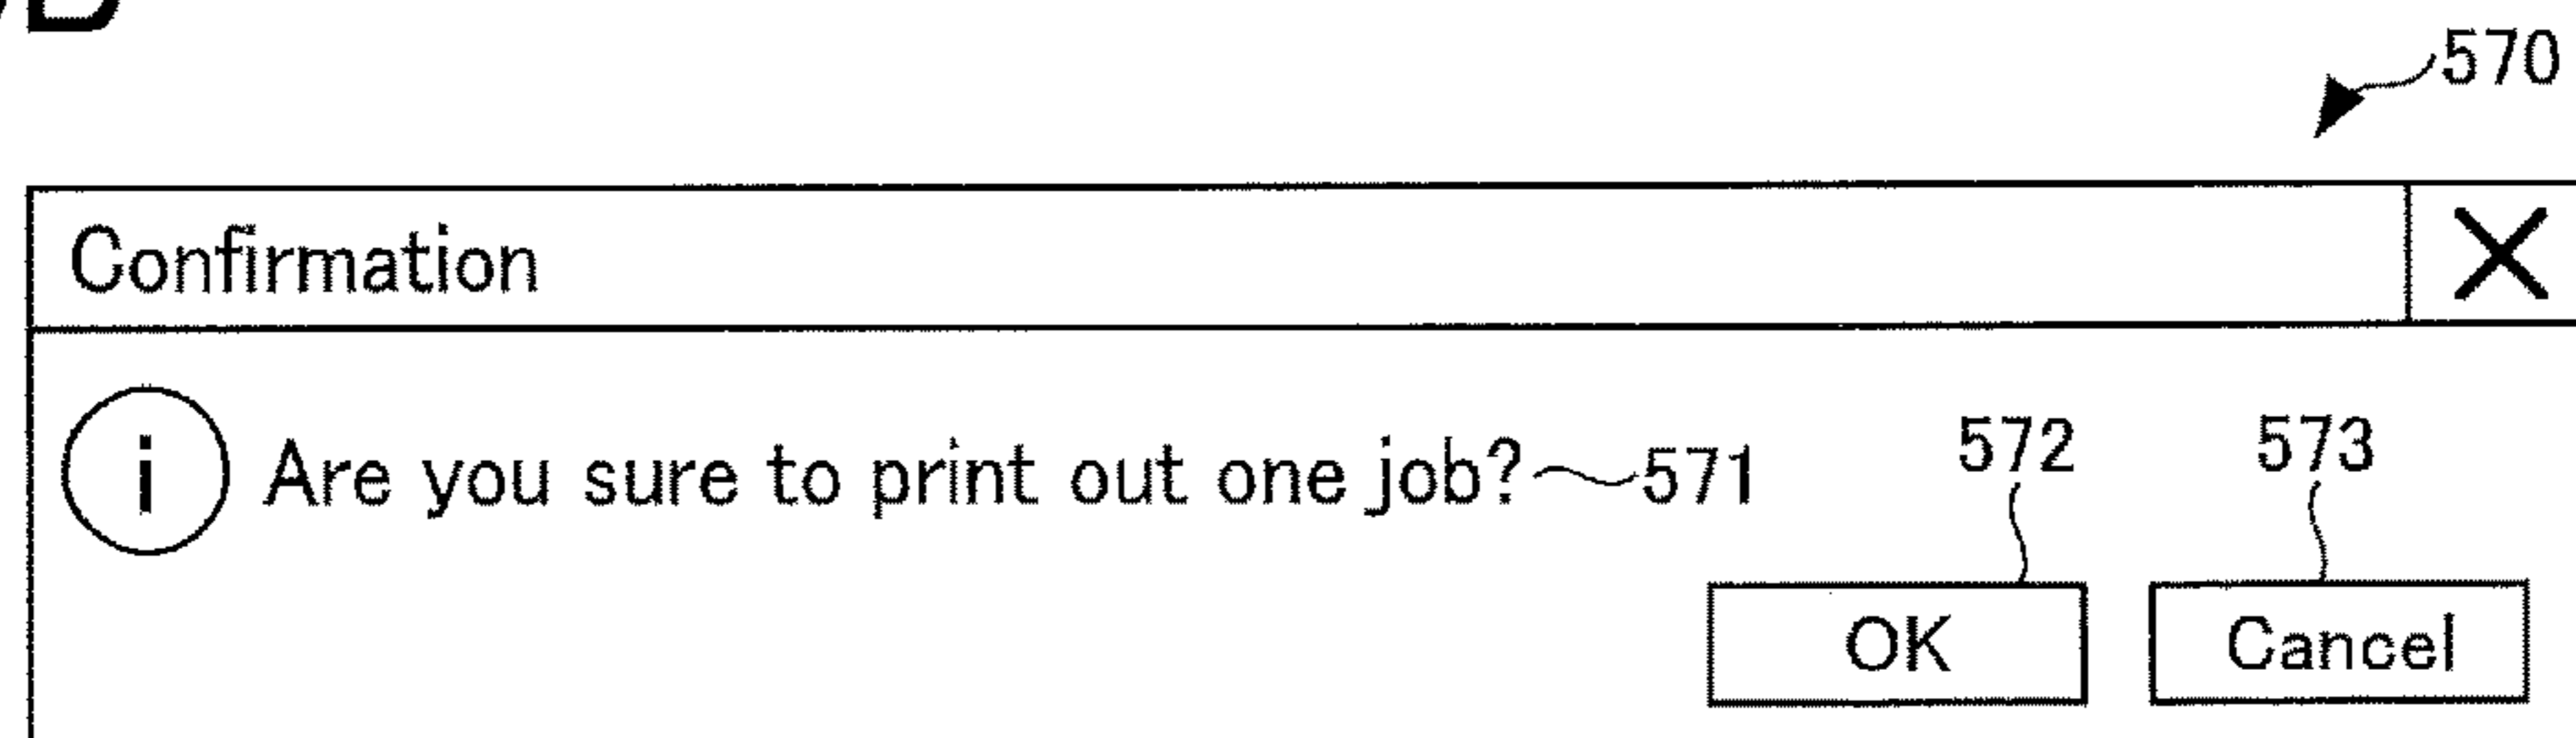 570
Confirmation
i Are you sure to print out one job? 571
572 573
OK Cancel